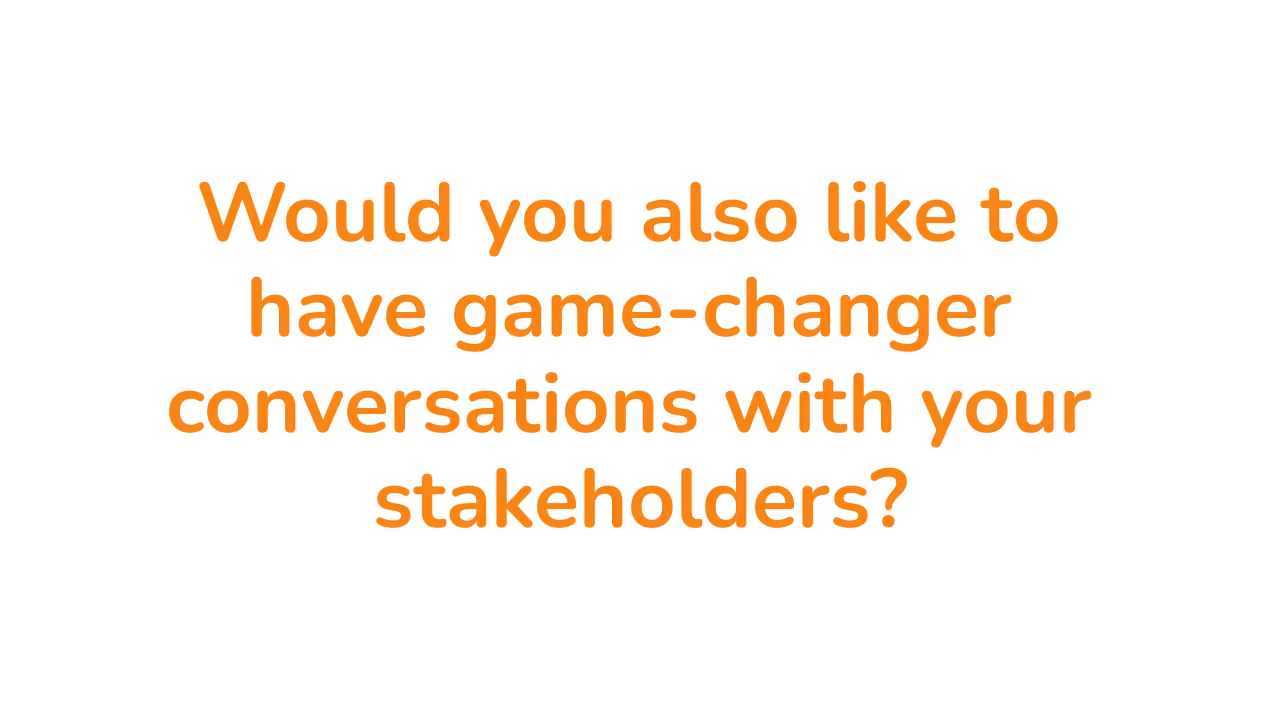 Would you also like to
have game-changer
conversations with your
stakeholders?